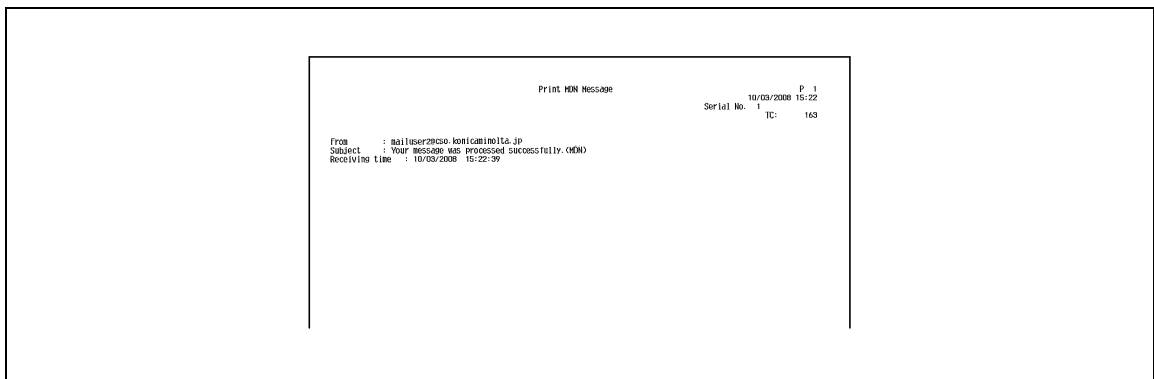 Print MDN Message P 1
10/03/2008 15:22
Serial No. 1
TC: 163
From : mailuser2@cso.konicaminolta.jp
Subject : Your message was processed successfully.(MDN)
Receiving time : 10/03/2008 15:22:39